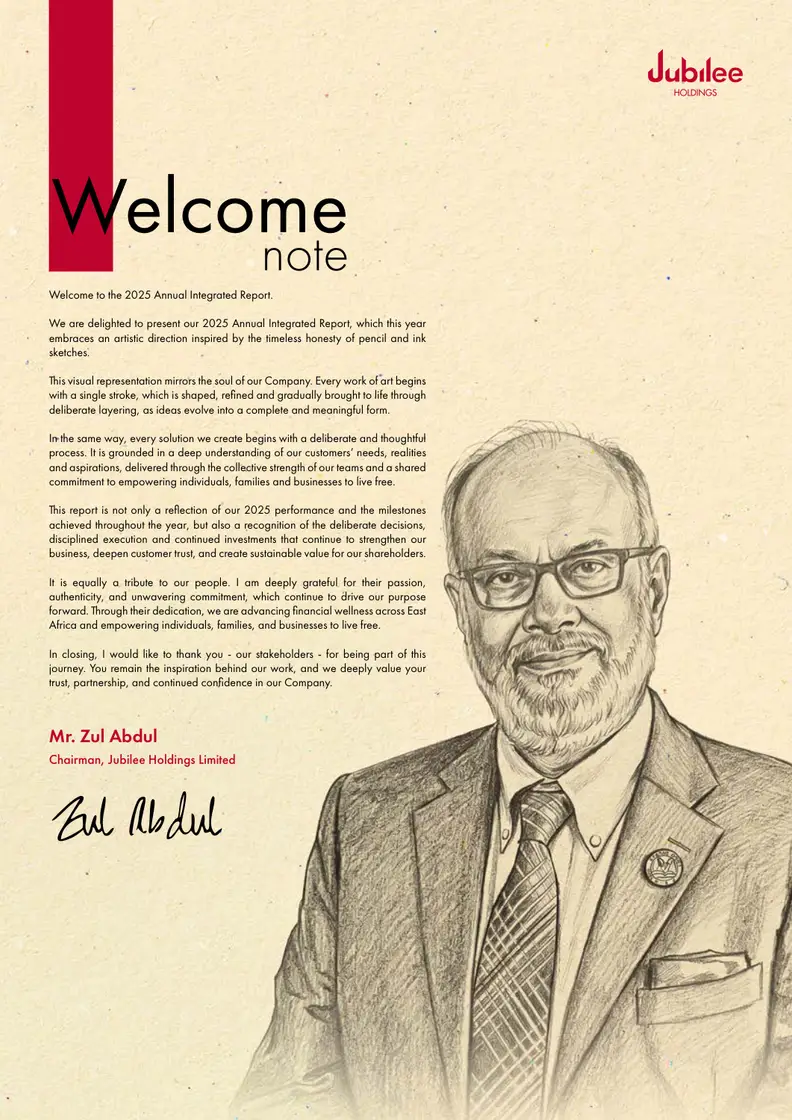 Jubilee
HOLDINGS
Welcome
note
Welcome to the 2025 Annual Integrated Report.
We are delighted to present our 2025 Annual Integrated Report, which this year
embraces an artistic direction inspired by the timeless honesty of pencil and ink
sketches.
This visual representation mirrors the soul of our Company. Every work of art begins
with a single stroke, which is shaped, refined and gradually brought to life through
deliberate layering, as ideas evolve into a complete and meaningful form.
In the same way, every solution we create begins with a deliberate and thoughtful
process. It is grounded in a deep understanding of our customers’ needs, realities
and aspirations, delivered through the collective strength of our teams and a shared
commitment to empowering individuals, families and businesses to live free.
This report is not only a reflection of our 2025 performance and the milestones
achieved throughout the year, but also a recognition of the deliberate decisions,
disciplined execution and continued investments that continue to strengthen our
business, deepen customer trust, and create sustainable value for our shareholders.
It is equally a tribute to our people. I am deeply grateful for their passion,
authenticity, and unwavering commitment, which continue to drive our purpose
forward. Through their dedication, we are advancing financial wellness across East
Africa and empowering individuals, families, and businesses to live free.
In closing, I would like to thank you - our stakeholders - for being part of this
journey. You remain the inspiration behind our work, and we deeply value your
trust, partnership, and continued confidence in our Company.
Mr. Zul Abdul
Chairman, Jubilee Holdings Limited
Zul Abdul